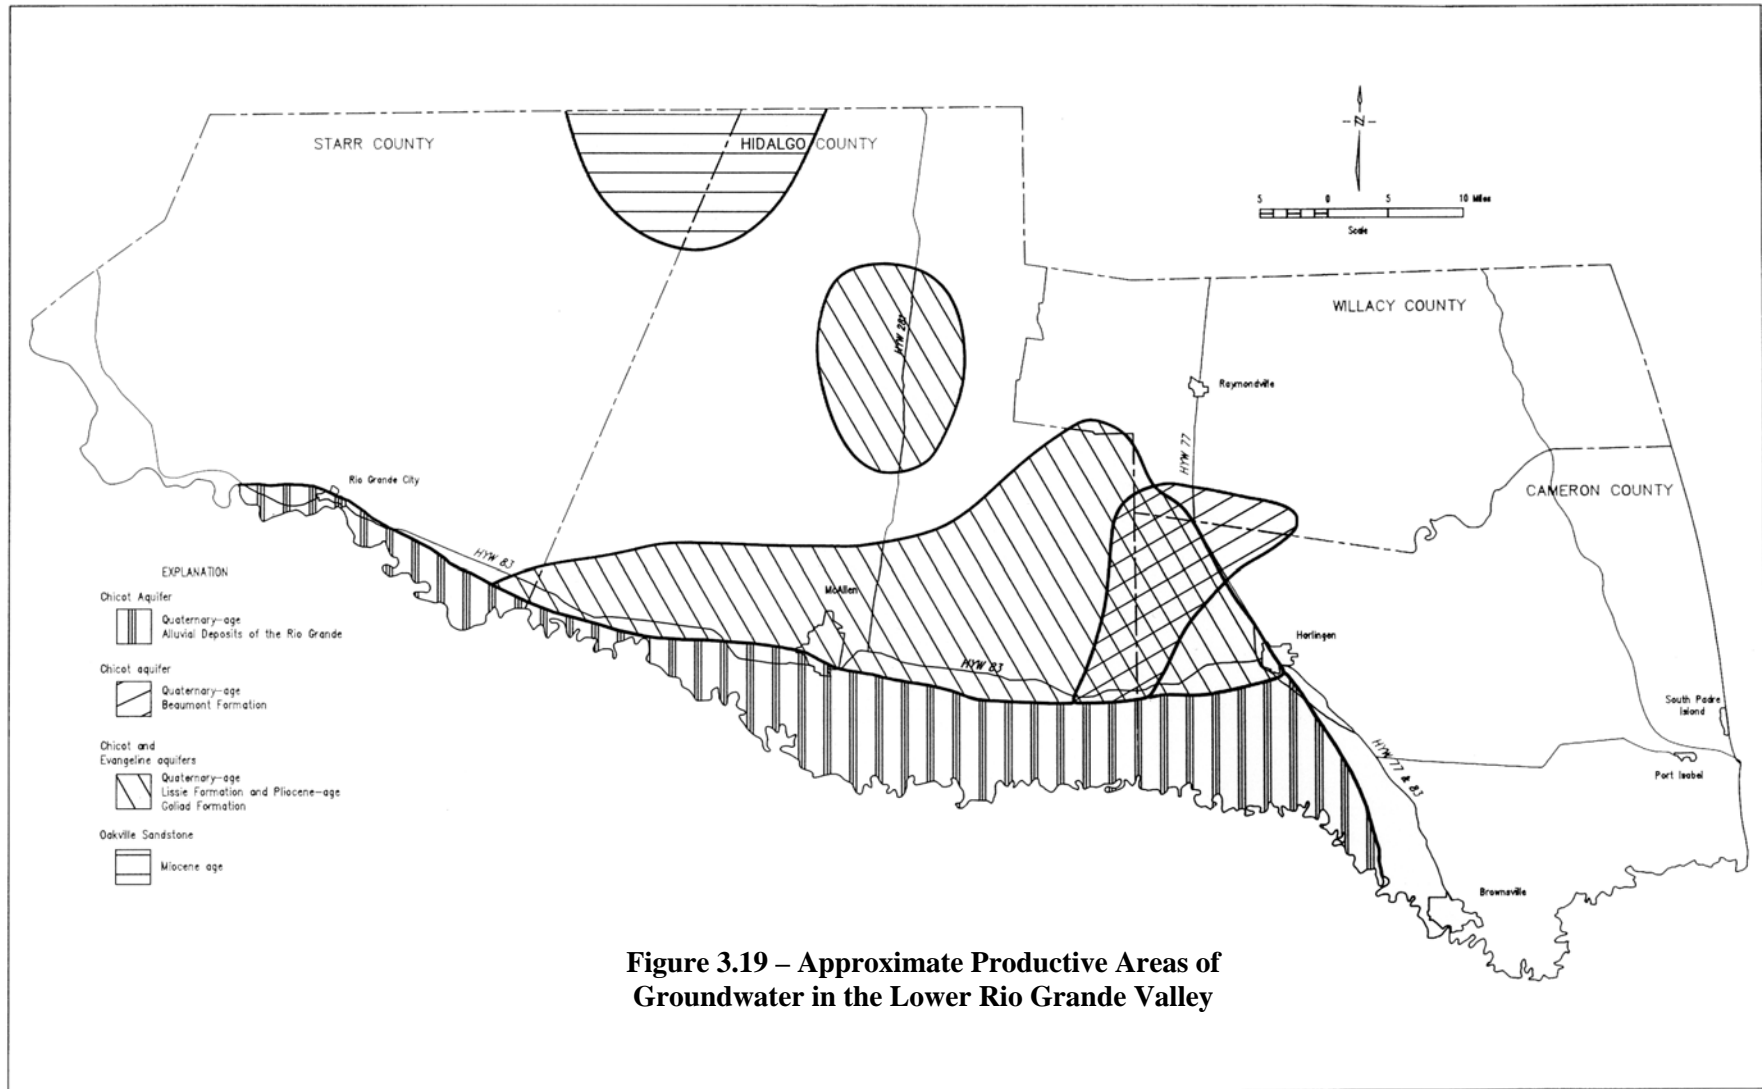 STARR COUNTY
HIDALGO COUNTY
N
5 0 5 10 Miles
Scale
WILLACY COUNTY
HYW 281
Raymondville
HYW 77
Rio Grande City
CAMERON COUNTY
HYW 83
McAllen
HYW 83
Harlingen
South Padre
Island
HYW 77 & 83
Port Isabel
Brownsville
EXPLANATION
Chicot Aquifer
Quaternary-age
Alluvial Deposits of the Rio Grande
Chicot aquifer
Quaternary-age
Beaumont Formation
Chicot and
Evangeline aquifers
Quaternary-age
Lissie Formation and Pliocene-age
Goliad Formation
Oakville Sandstone
Miocene age
Figure 3.19 – Approximate Productive Areas of
Groundwater in the Lower Rio Grande Valley